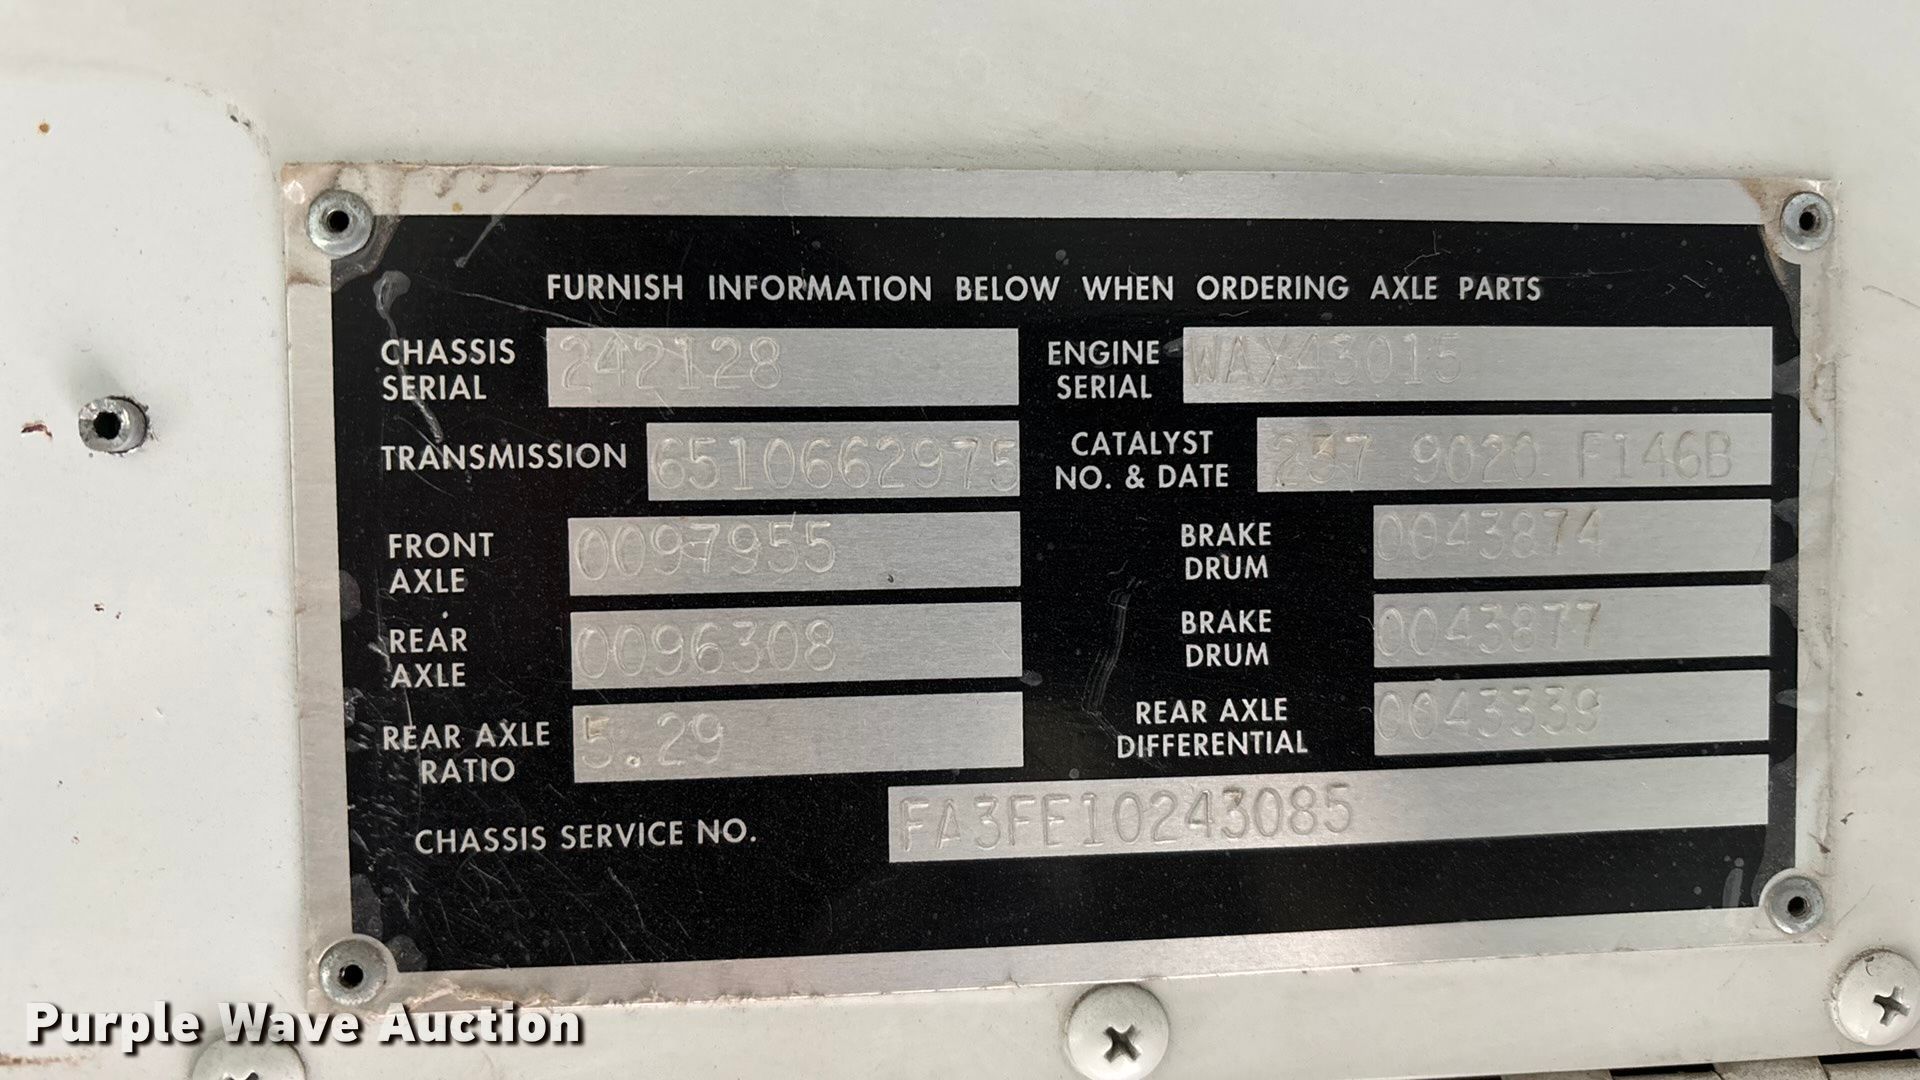 FURNISH INFORMATION BELOW WHEN ORDERING AXLE PARTS
CHASSIS SERIAL 242128
ENGINE SERIAL WAX43015
TRANSMISSION 6510662975
CATALYST NO. & DATE 237 9020 F146B
FRONT AXLE 0097955
BRAKE DRUM 0043874
REAR AXLE 0096308
BRAKE DRUM 0043877
REAR AXLE RATIO 5.29
REAR AXLE DIFFERENTIAL 0043339
CHASSIS SERVICE NO. FA3FE10243085
Purple Wave Auction